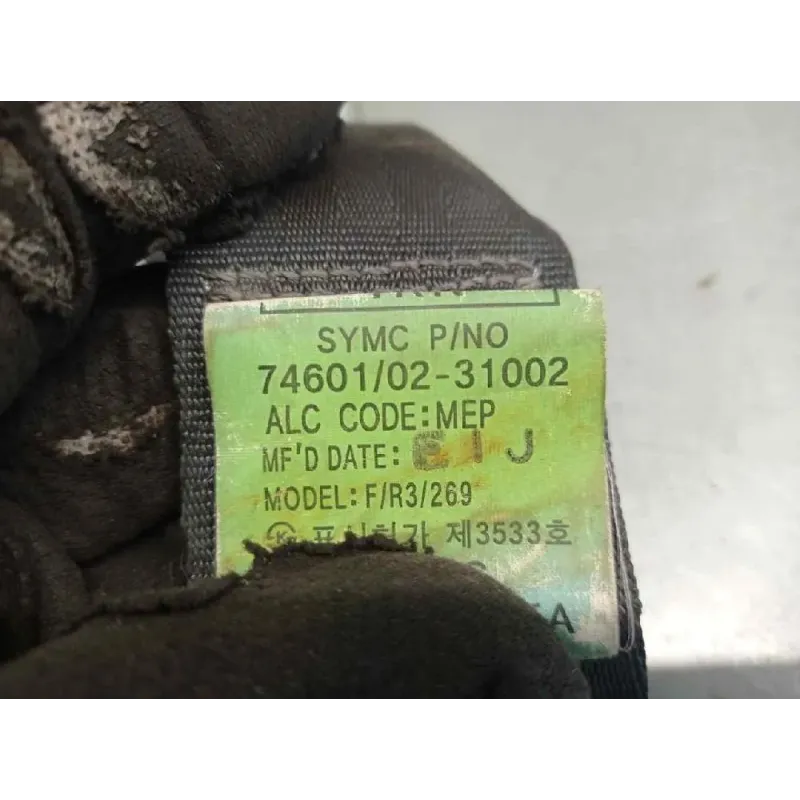 SYMC P/NO
74601/02-31002
ALC CODE:MEP
MF'D DATE: EIJ
MODEL: F/R3/269
제3533호